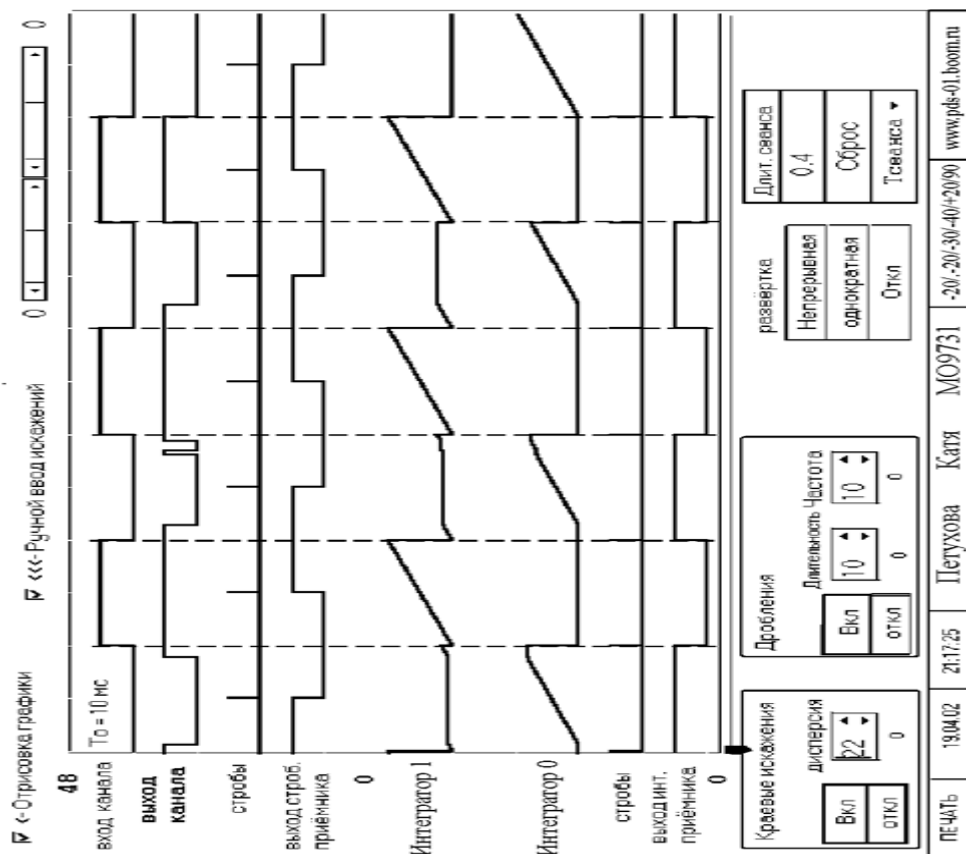 <-Отрисовка графики
<<<-Ручной ввод искажений
0
0
48
То = 10мс
вход канала
выход
канала
стробы
выход строб.
приёмника
0
Интегратор 1
Интегратор 0
стробы
выход инт.
приёмника
0
Краевые искажения
дисперсия
Вкл
22
откл
0
Дробления
Длительность Частота
Вкл
10
10
откл
0
0
развёртка
Непрерывная
однократная
Откл
Длит. сеанса
0,4
Сброс
Тсеанса
ПЕЧАТЬ
19.04.02
21:17:25
Петухова Катя МО9731
-20/-20/-30/-40/+20/90
www.pds-01.boom.ru